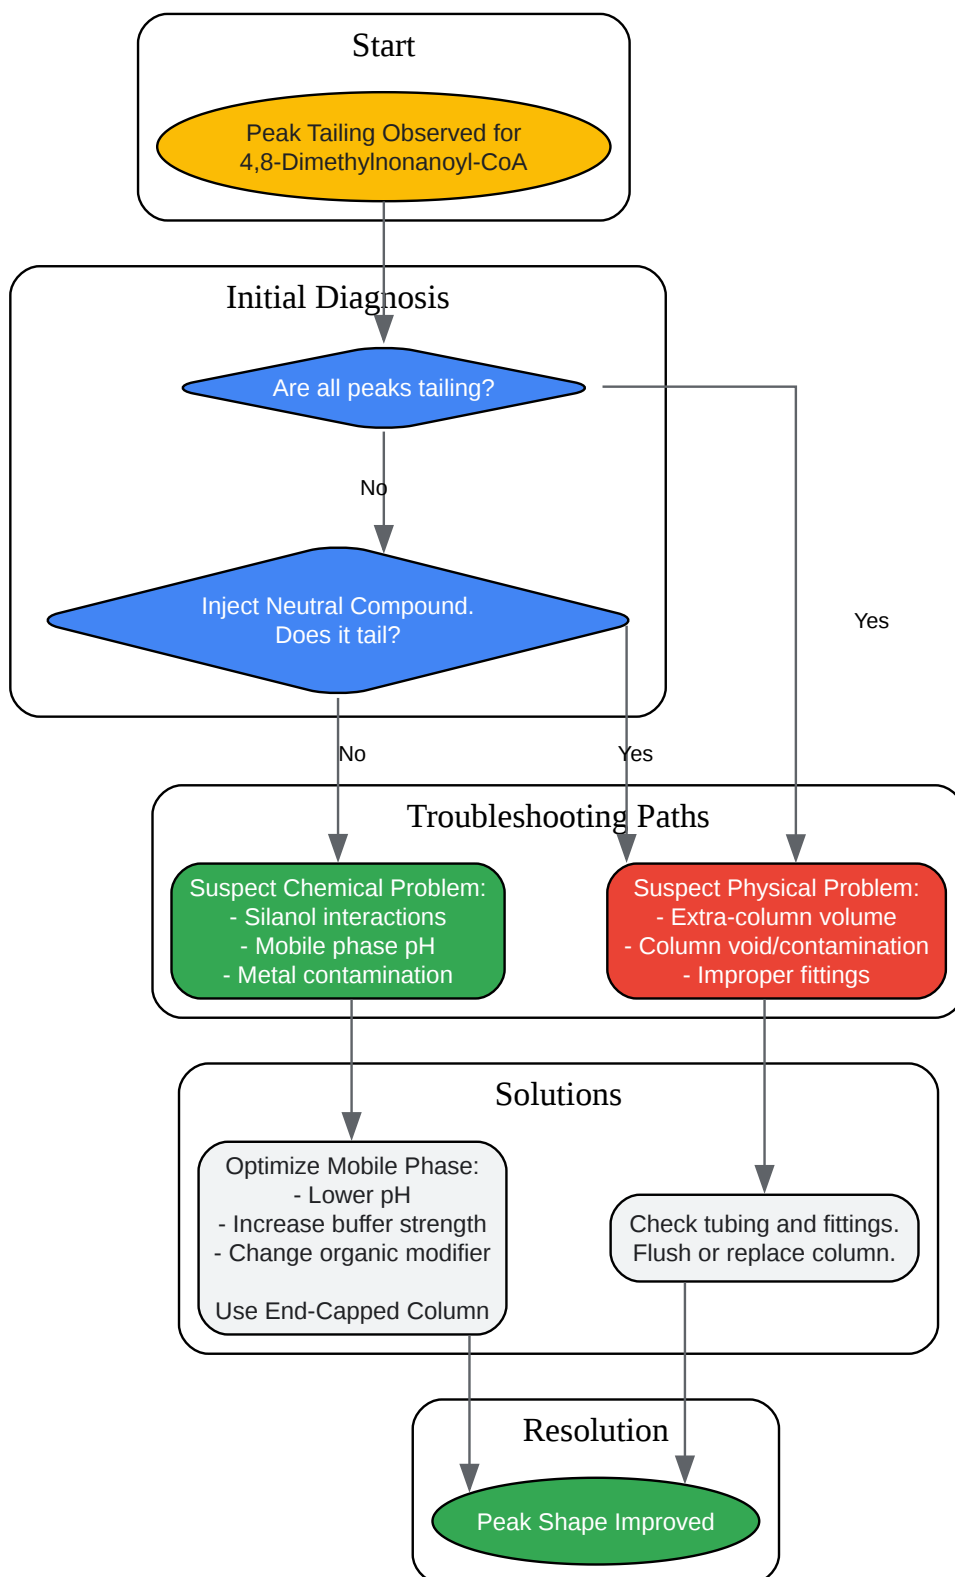 Start
Peak Tailing Observed for
4,8-Dimethylnonanoyl-CoA
Initial Diagnosis
Are all peaks tailing?
No
Inject Neutral Compound.
Does it tail?
Yes
No
Yes
Troubleshooting Paths
Suspect Chemical Problem:
- Silanol interactions
- Mobile phase pH
- Metal contamination
Suspect Physical Problem:
- Extra-column volume
- Column void/contamination
- Improper fittings
Solutions
Optimize Mobile Phase:
- Lower pH
- Increase buffer strength
- Change organic modifier
Use End-Capped Column
Check tubing and fittings.
Flush or replace column.
Resolution
Peak Shape Improved